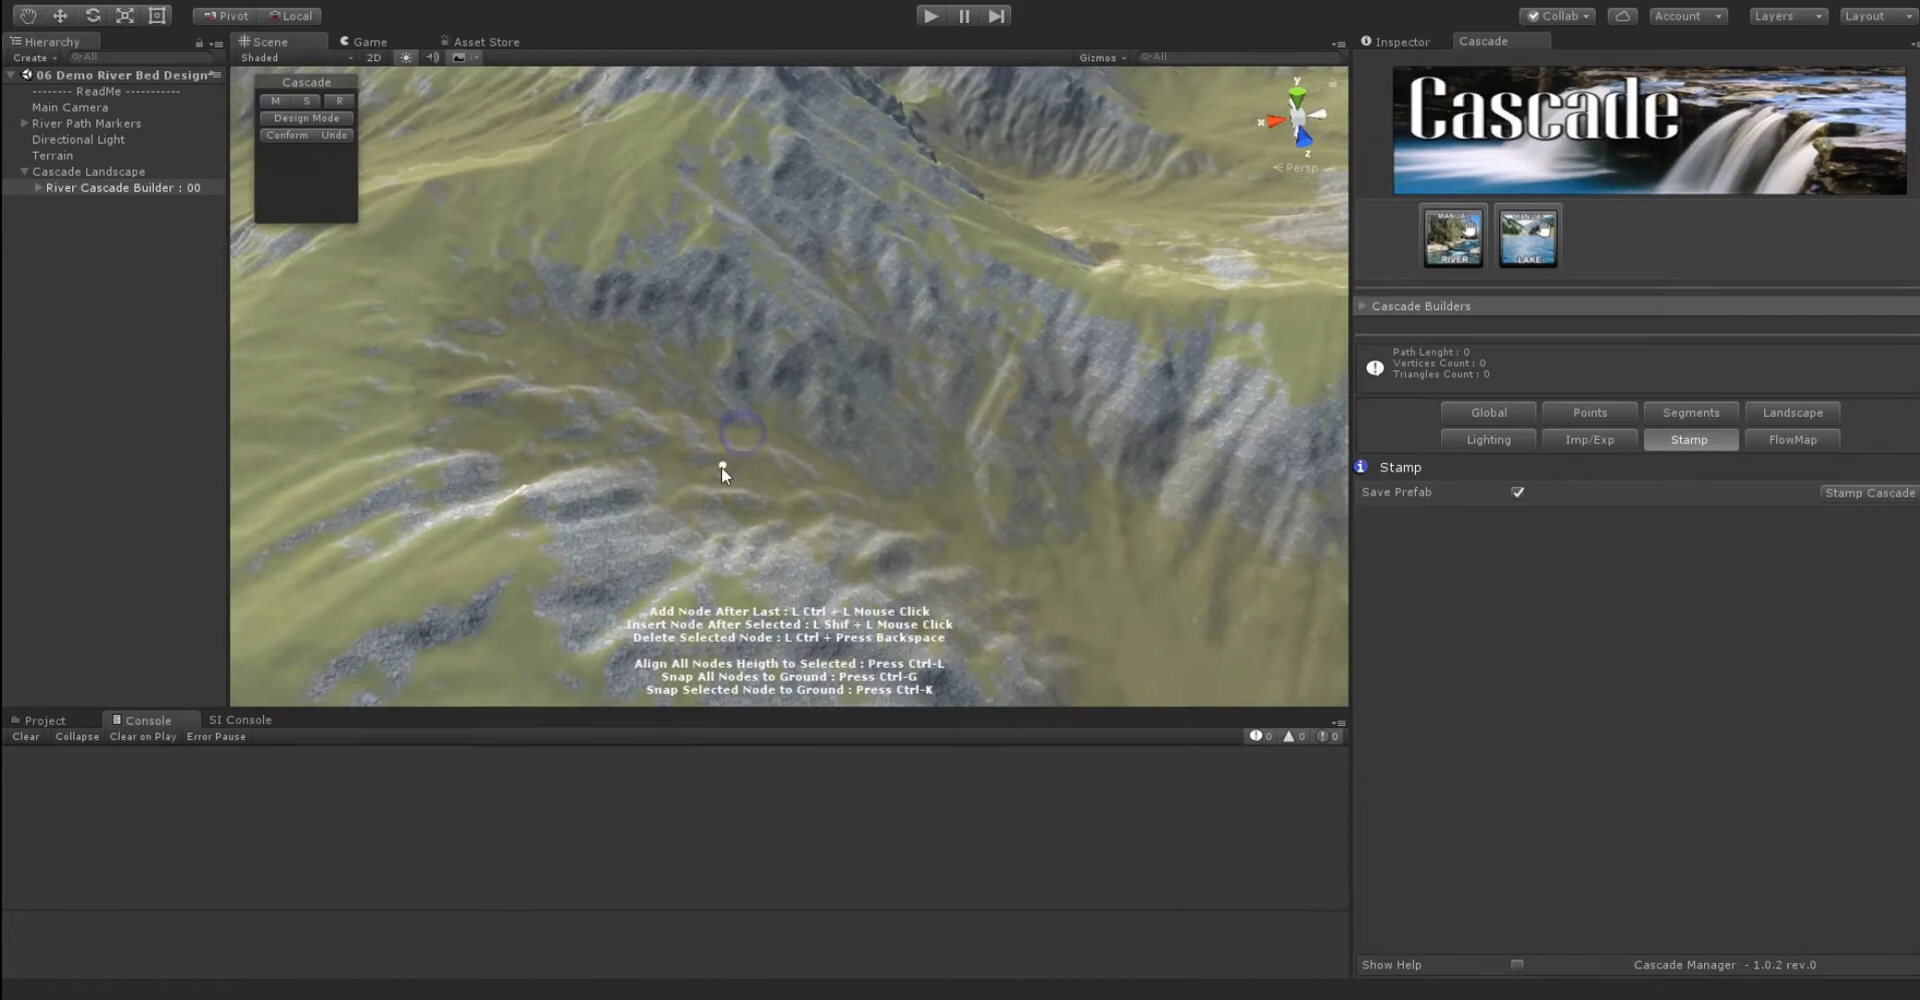 Pivot Local Collab Account Layers Layout
Hierarchy
Create All
06 Demo River Bed Design*
-------- ReadMe -----------
Main Camera
River Path Markers
Directional Light
Terrain
Cascade Landscape
River Cascade Builder : 00
Scene Game Asset Store
Shaded 2D Gizmos All
Cascade
M S R
Design Mode
Conform Undo
y
x
z
Persp
Add Node After Last : L Ctrl + L Mouse Click
Insert Node After Selected : L Shif + L Mouse Click
Delete Selected Node : L Ctrl + Press Backspace
Align All Nodes Heigth to Selected : Press Ctrl-L
Snap All Nodes to Ground : Press Ctrl-G
Snap Selected Node to Ground : Press Ctrl-K
Project Console SI Console
Clear Collapse Clear on Play Error Pause 0 0 0
Inspector Cascade
Cascade
MANUAL MANUAL
RIVER LAKE
Cascade Builders
Path Lenght : 0
Vertices Count : 0
Triangles Count : 0
Global Points Segments Landscape
Lighting Imp/Exp Stamp FlowMap
Stamp
Save Prefab Stamp Cascade
Show Help Cascade Manager - 1.0.2 rev.0